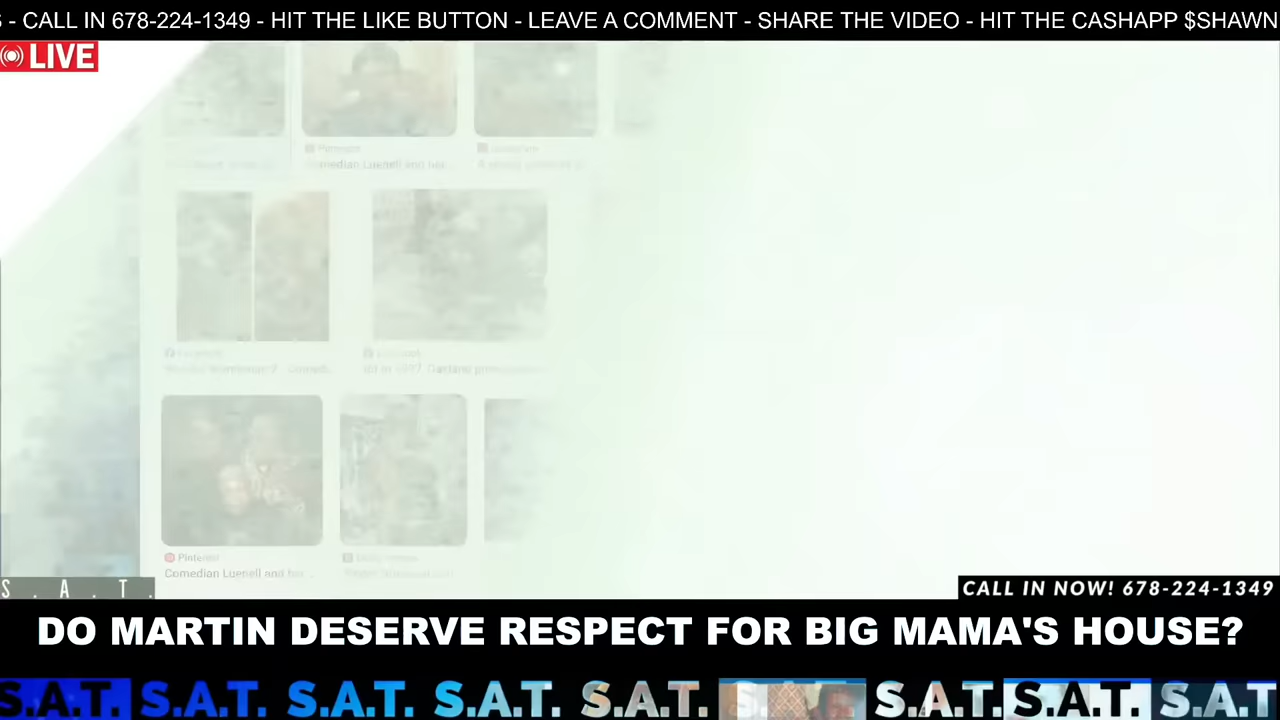 - CALL IN 678-224-1349 - HIT THE LIKE BUTTON - LEAVE A COMMENT - SHARE THE VIDEO - HIT THE CASHAPP $SHAWN
LIVE
Pinterest
Comedian Luenell and her ...
Pinterest
Comedian Luenell and her ...
S.A.T.
CALL IN NOW! 678-224-1349
DO MARTIN DESERVE RESPECT FOR BIG MAMA'S HOUSE?
S.A.T. S.A.T. S.A.T. S.A.T. S.A.T. S. S.A.T. S.A.T. S.A.T